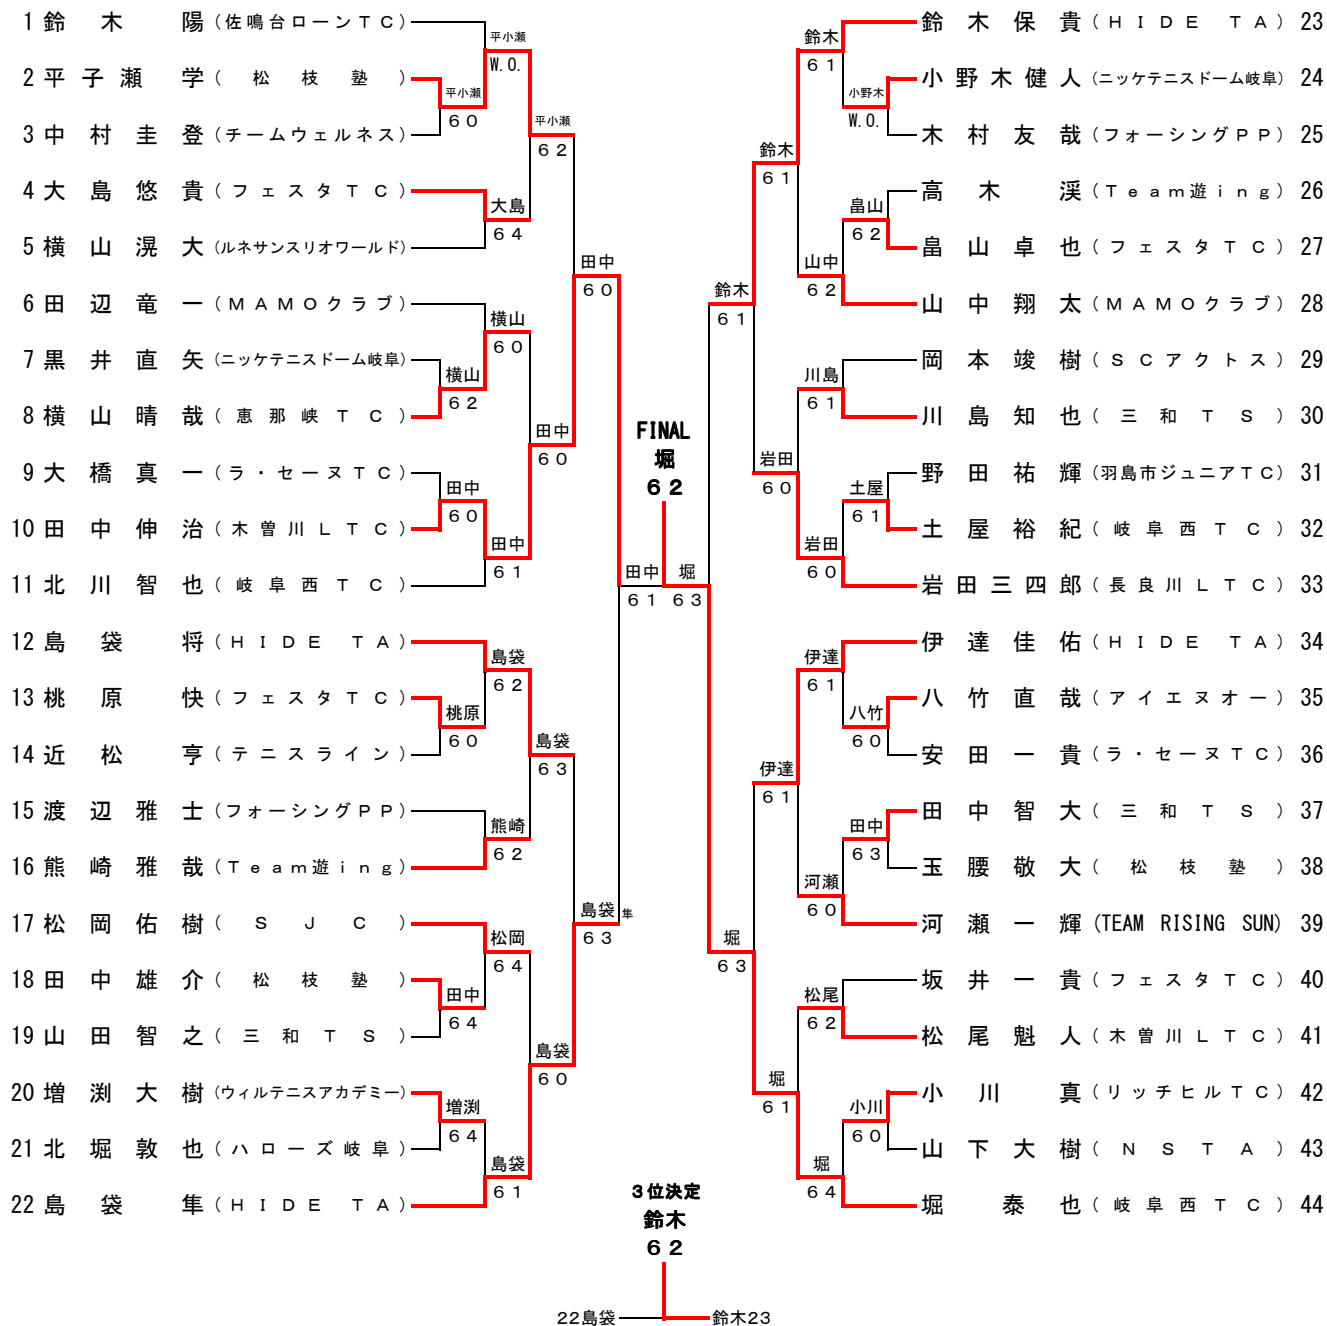 1 鈴木 陽 (佐鳴台ローンTC)
2 平子瀬 学 (松枝塾)
3 中村圭登 (チームウェルネス)
4 大島悠貴 (フェスタTC)
5 横山滉大 (ルネサンスリオワールド)
6 田辺竜一 (MAMOクラブ)
7 黒井直矢 (ニッケテニスドーム岐阜)
8 横山晴哉 (恵那峡TC)
9 大橋真一 (ラ・セーヌTC)
10 田中伸治 (木曽川LTC)
11 北川智也 (岐阜西TC)
12 島袋 将 (HIDE TA)
13 桃原 快 (フェスタTC)
14 近松 亨 (テニスライン)
15 渡辺雅士 (フォーシングPP)
16 熊崎雅哉 (Team遊ing)
17 松岡佑樹 (SJC)
18 田中雄介 (松枝塾)
19 山田智之 (三和TS)
20 増渕大樹 (ウィルテニスアカデミー)
21 北堀敦也 (ハローズ岐阜)
22 島袋 隼 (HIDE TA)
平小瀬
60
横山
62
田中
60
桃原
60
田中
64
増渕
64
平小瀬
W.O.
大島
64
横山
60
田中
61
島袋
62
熊崎
62
松岡
64
島袋
61
平小瀬
62
田中
60
島袋
63
島袋
60
田中
60
島袋 隼
63
田中
61
FINAL
堀
62
堀
63
鈴木
61
堀
63
鈴木
61
岩田
60
伊達
61
堀
61
鈴木
61
山中
62
川島
61
岩田
60
伊達
61
河瀬
60
松尾
62
堀
64
小野木
W.O.
畠山
62
土屋
61
八竹
60
田中
63
小川
60
鈴木保貴 (HIDE TA) 23
小野木健人 (ニッケテニスドーム岐阜) 24
木村友哉 (フォーシングPP) 25
高木 渓 (Team遊ing) 26
畠山卓也 (フェスタTC) 27
山中翔太 (MAMOクラブ) 28
岡本竣樹 (SCアクトス) 29
川島知也 (三和TS) 30
野田祐輝 (羽島市ジュニアTC) 31
土屋裕紀 (岐阜西TC) 32
岩田三四郎 (長良川LTC) 33
伊達佳佑 (HIDE TA) 34
八竹直哉 (アイエヌオー) 35
安田一貴 (ラ・セーヌTC) 36
田中智大 (三和TS) 37
玉腰敬大 (松枝塾) 38
河瀬一輝 (TEAM RISING SUN) 39
坂井一貴 (フェスタTC) 40
松尾魁人 (木曽川LTC) 41
小川 真 (リッチヒルTC) 42
山下大樹 (NSTA) 43
堀 泰也 (岐阜西TC) 44
3位決定
鈴木
62
22島袋 鈴木23